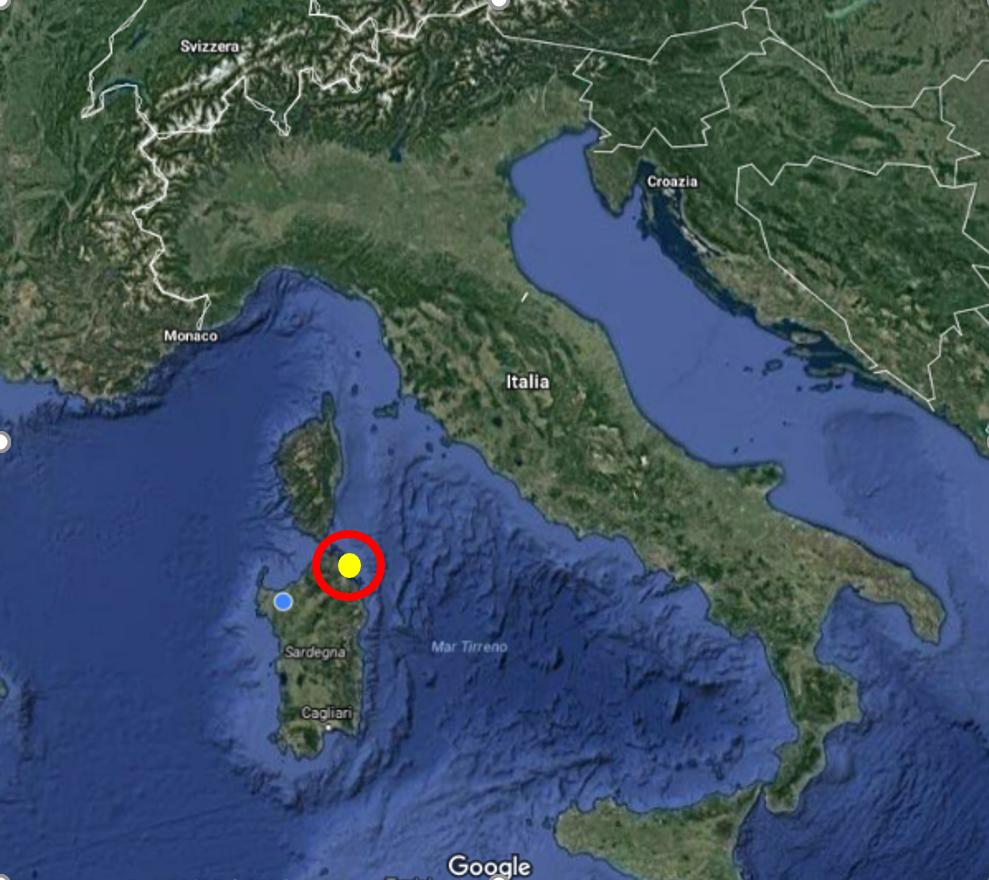 Svizzera
Croazia
Monaco
Italia
Mar Tirreno
Sardegna
Cagliari
Google